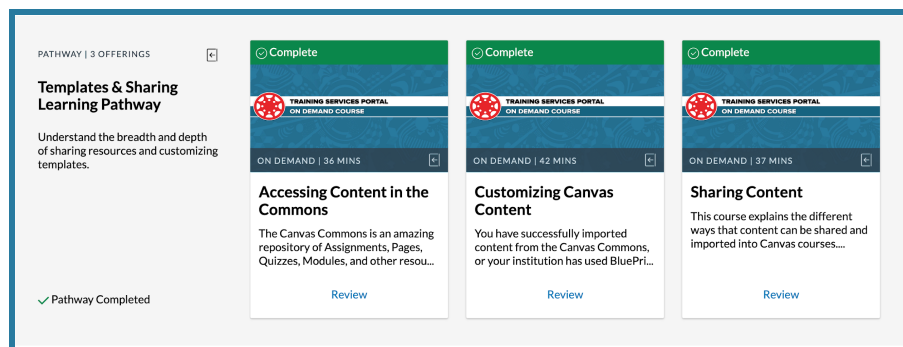 PATHWAY | 3 OFFERINGS
Templates & Sharing
Learning Pathway
Understand the breadth and depth
of sharing resources and customizing
templates.
Pathway Completed
Complete
TRAINING SERVICES PORTAL
ON DEMAND COURSE
ON DEMAND | 36 MINS
Accessing Content in the
Commons
The Canvas Commons is an amazing
repository of Assignments, Pages,
Quizzes, Modules, and other resou...
Review
Complete
TRAINING SERVICES PORTAL
ON DEMAND COURSE
ON DEMAND | 42 MINS
Customizing Canvas
Content
You have successfully imported
content from the Canvas Commons,
or your institution has used BluePri...
Review
Complete
TRAINING SERVICES PORTAL
ON DEMAND COURSE
ON DEMAND | 37 MINS
Sharing Content
This course explains the different
ways that content can be shared and
imported into Canvas courses....
Review